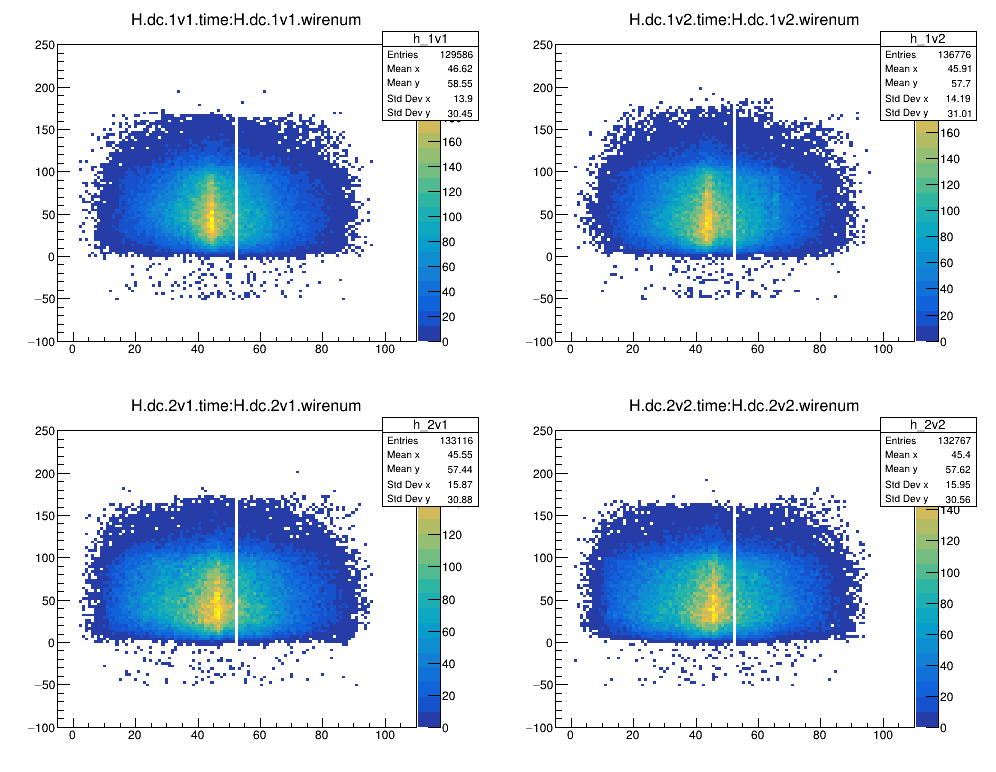 H.dc.1v1.time:H.dc.1v1.wirenum
h_1v1
Entries 129586
Mean x 46.62
Mean y 58.55
Std Dev x 13.9
Std Dev y 30.45
250
200
150
100
50
0
−50
−100
0 20 40 60 80 100
160
140
120
100
80
60
40
20
0
H.dc.1v2.time:H.dc.1v2.wirenum
h_1v2
Entries 136776
Mean x 45.91
Mean y 57.7
Std Dev x 14.19
Std Dev y 31.01
250
200
150
100
50
0
−50
−100
0 20 40 60 80 100
160
140
120
100
80
60
40
20
0
H.dc.2v1.time:H.dc.2v1.wirenum
h_2v1
Entries 133116
Mean x 45.55
Mean y 57.44
Std Dev x 15.87
Std Dev y 30.88
250
200
150
100
50
0
−50
−100
0 20 40 60 80 100
120
100
80
60
40
20
0
H.dc.2v2.time:H.dc.2v2.wirenum
h_2v2
Entries 132767
Mean x 45.4
Mean y 57.62
Std Dev x 15.95
Std Dev y 30.56
250
200
150
100
50
0
−50
−100
0 20 40 60 80 100
140
120
100
80
60
40
20
0